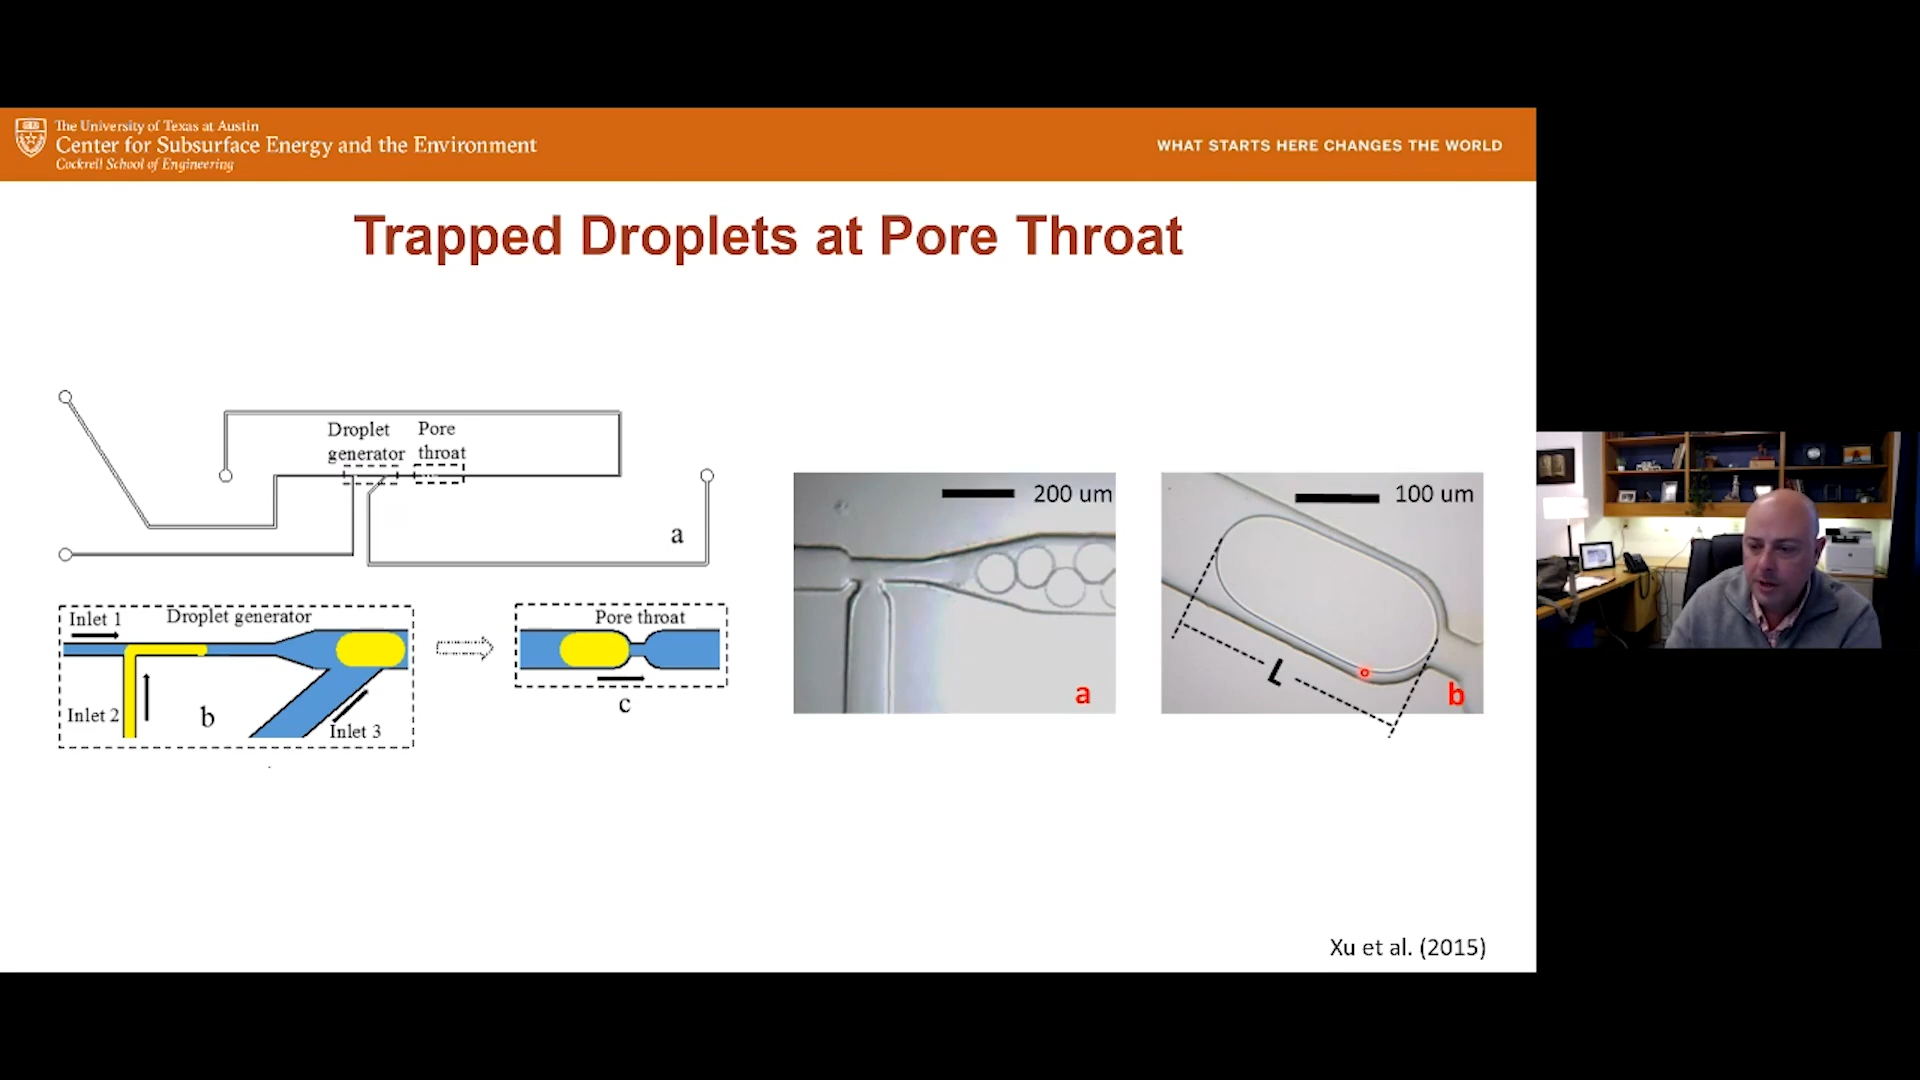 The University of Texas at Austin
Center for Subsurface Energy and the Environment
Cockrell School of Engineering
WHAT STARTS HERE CHANGES THE WORLD
Trapped Droplets at Pore Throat
Droplet generator
Pore throat
a
Inlet 1
Droplet generator
Inlet 2
b
Inlet 3
Pore throat
c
200 um
a
100 um
L
b
Xu et al. (2015)